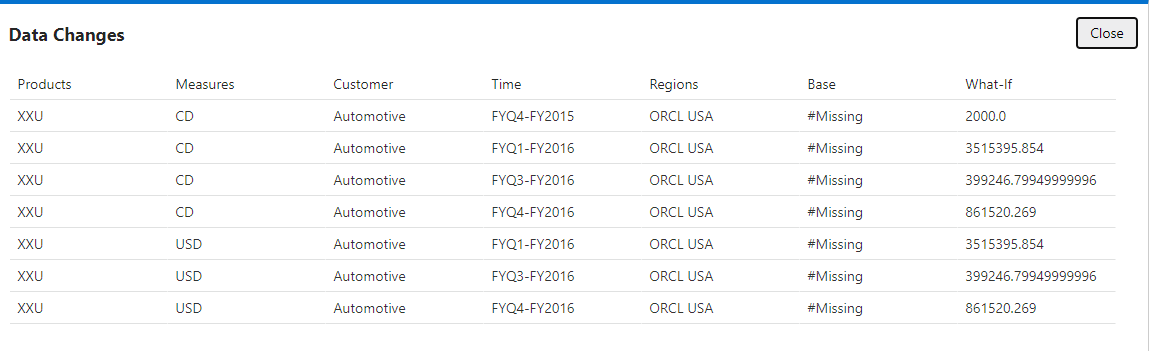 Data Changes
Close
Products Measures Customer Time Regions Base What-If
XXU CD Automotive FYQ4-FY2015 ORCL USA #Missing 2000.0
XXU CD Automotive FYQ1-FY2016 ORCL USA #Missing 3515395.854
XXU CD Automotive FYQ3-FY2016 ORCL USA #Missing 399246.79949999996
XXU CD Automotive FYQ4-FY2016 ORCL USA #Missing 861520.269
XXU USD Automotive FYQ1-FY2016 ORCL USA #Missing 3515395.854
XXU USD Automotive FYQ3-FY2016 ORCL USA #Missing 399246.79949999996
XXU USD Automotive FYQ4-FY2016 ORCL USA #Missing 861520.269